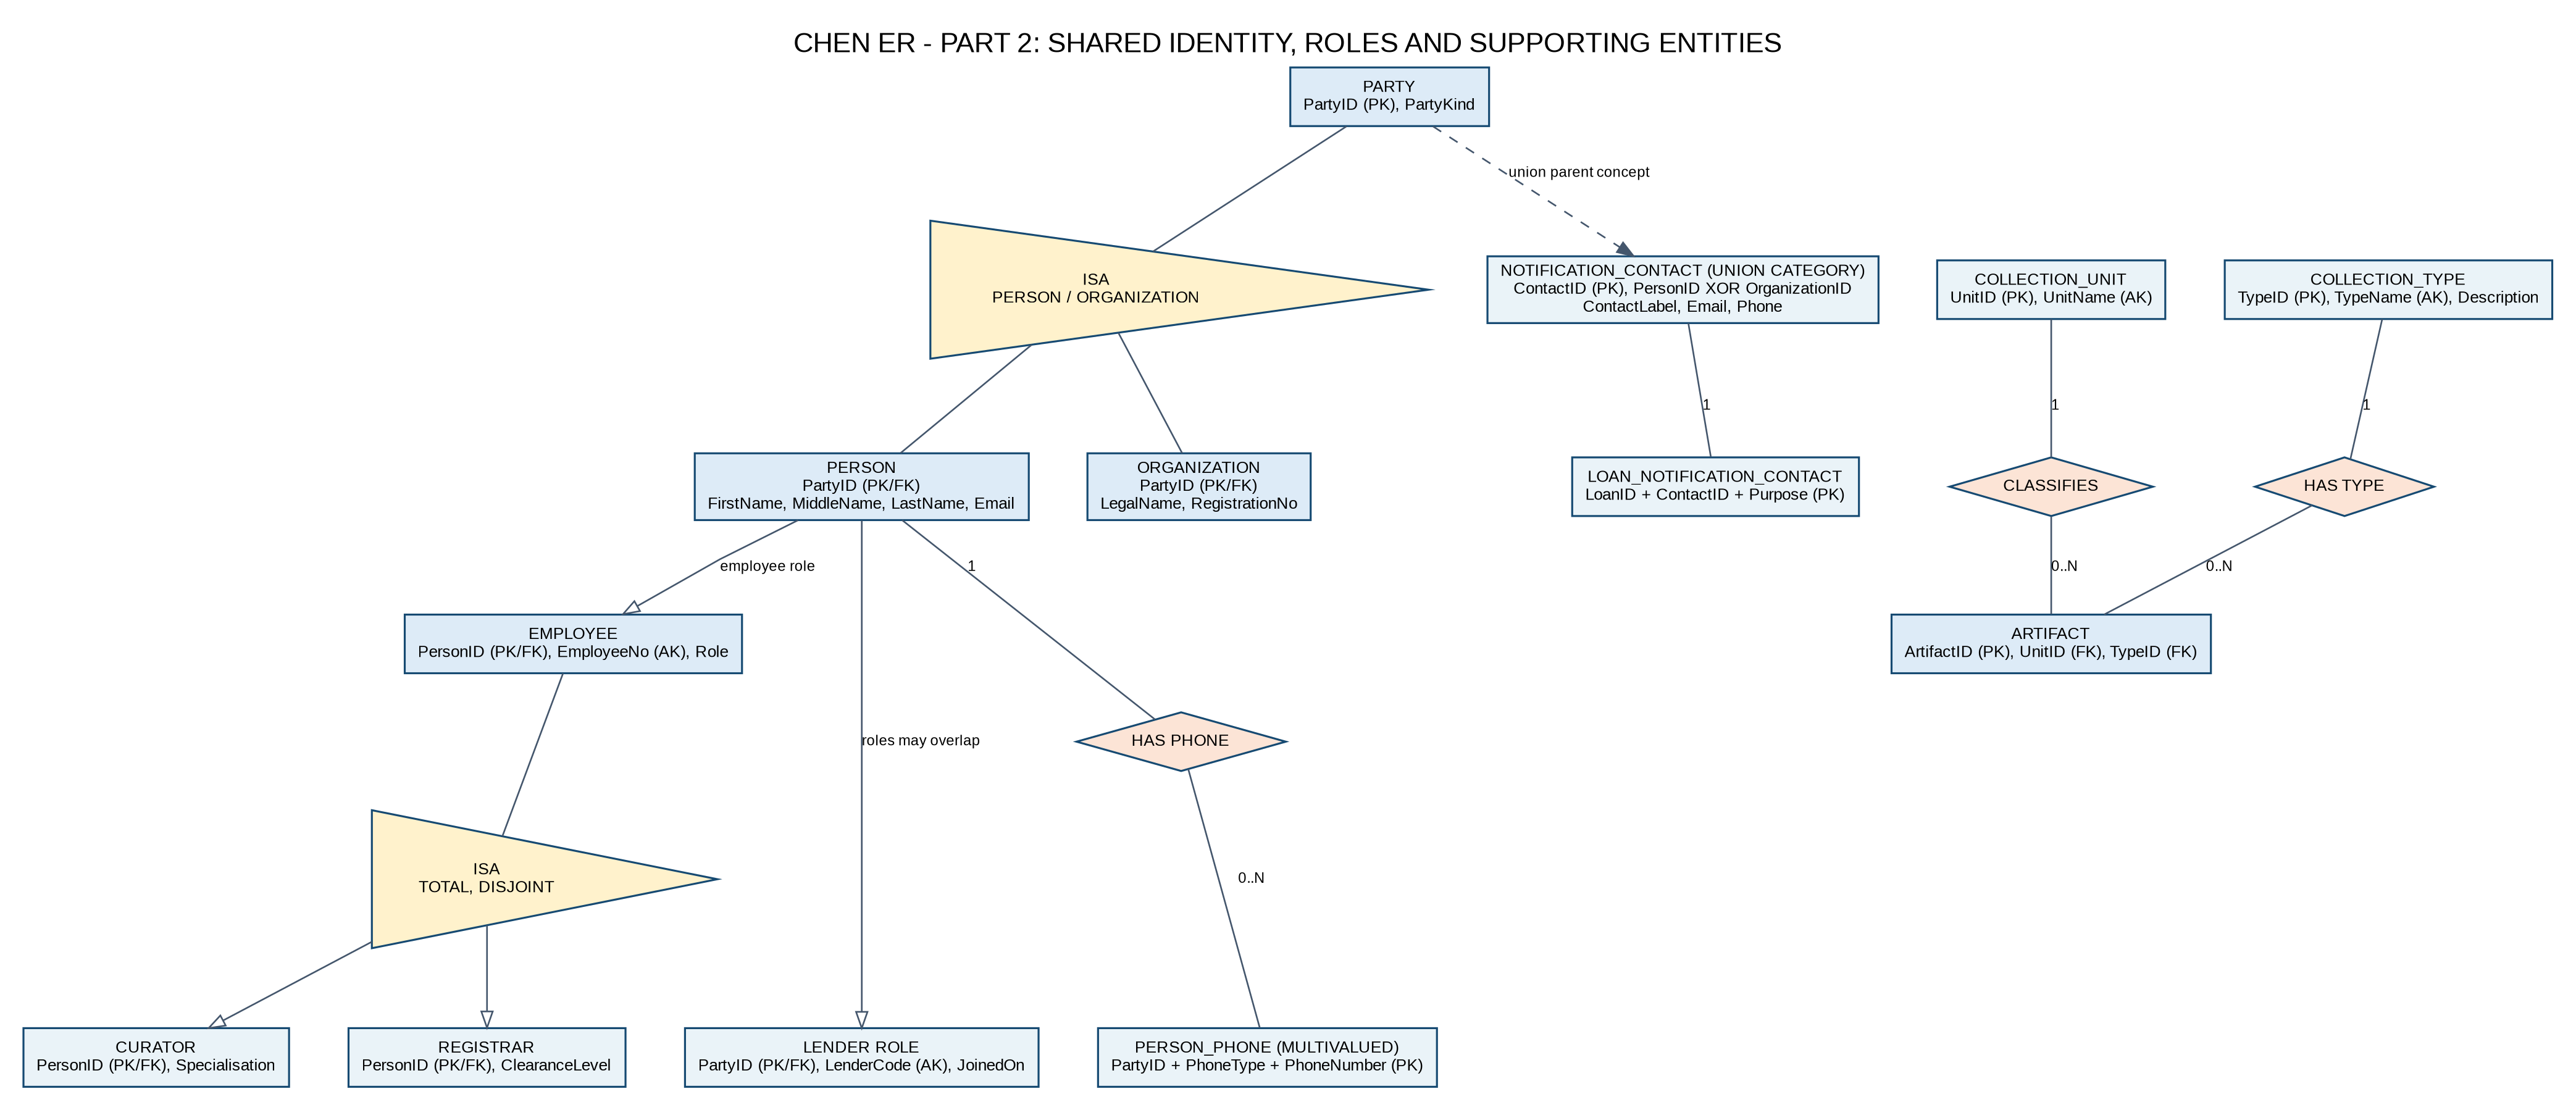 CHEN ER - PART 2: SHARED IDENTITY, ROLES AND SUPPORTING ENTITIES
PARTY
PartyID (PK), PartyKind
union parent concept
ISA
PERSON / ORGANIZATION
NOTIFICATION_CONTACT (UNION CATEGORY)
ContactID (PK), PersonID XOR OrganizationID
ContactLabel, Email, Phone
COLLECTION_UNIT
UnitID (PK), UnitName (AK)
COLLECTION_TYPE
TypeID (PK), TypeName (AK), Description
1
1
1
PERSON
PartyID (PK/FK)
FirstName, MiddleName, LastName, Email
ORGANIZATION
PartyID (PK/FK)
LegalName, RegistrationNo
LOAN_NOTIFICATION_CONTACT
LoanID + ContactID + Purpose (PK)
CLASSIFIES
HAS TYPE
employee role
1
0..N
0..N
EMPLOYEE
PersonID (PK/FK), EmployeeNo (AK), Role
ARTIFACT
ArtifactID (PK), UnitID (FK), TypeID (FK)
roles may overlap
HAS PHONE
ISA
TOTAL, DISJOINT
0..N
CURATOR
PersonID (PK/FK), Specialisation
REGISTRAR
PersonID (PK/FK), ClearanceLevel
LENDER ROLE
PartyID (PK/FK), LenderCode (AK), JoinedOn
PERSON_PHONE (MULTIVALUED)
PartyID + PhoneType + PhoneNumber (PK)